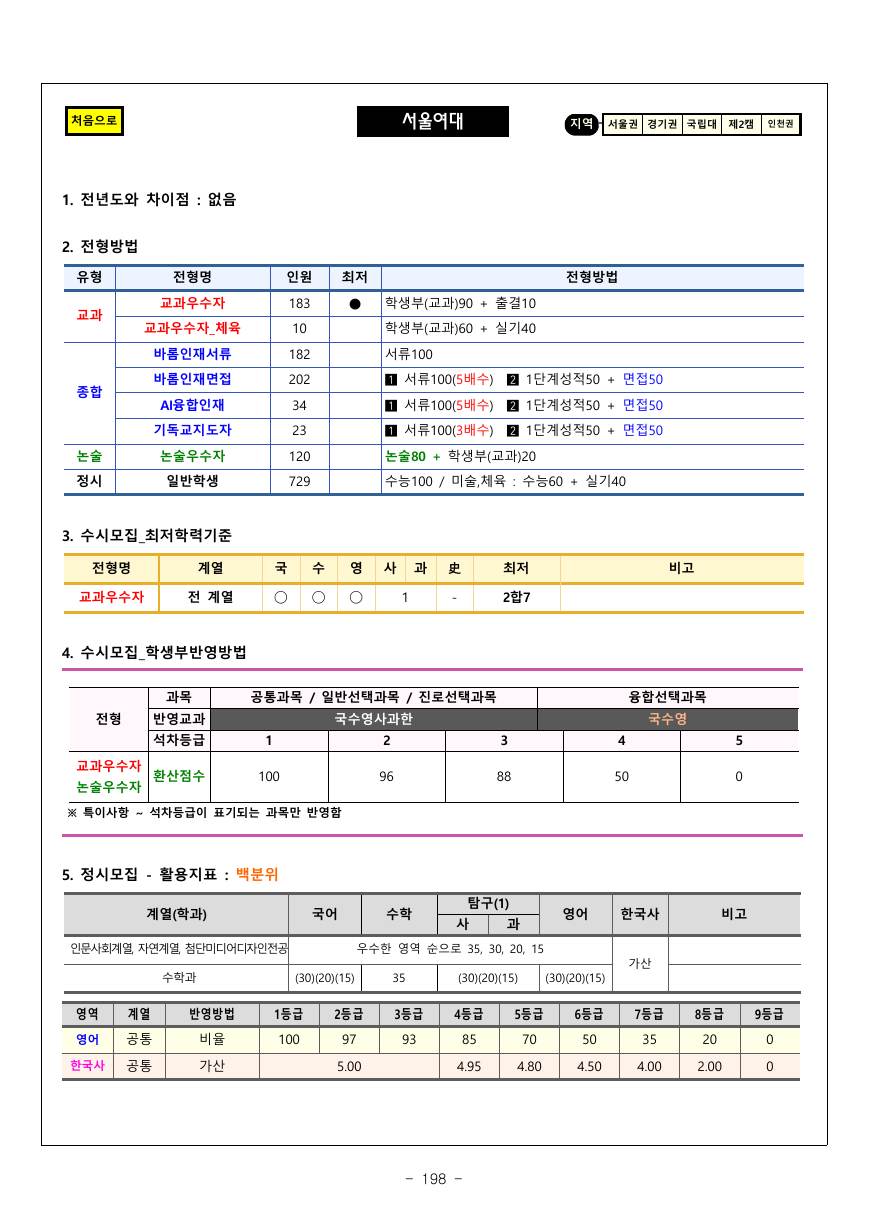 처음으로
서울여대
지역 서울권 경기권 국립대 제2캠 인천권
1. 전년도와 차이점 : 없음
2. 전형방법
유형 전형명 인원 최저 전형방법
교과 교과우수자 183 ● 학생부(교과)90 + 출결10
교과우수자_체육 10 학생부(교과)60 + 실기40
종합 바롬인재서류 182 서류100
바롬인재면접 202 1 서류100(5배수) 2 1단계성적50 + 면접50
AI융합인재 34 1 서류100(5배수) 2 1단계성적50 + 면접50
기독교지도자 23 1 서류100(3배수) 2 1단계성적50 + 면접50
논술 논술우수자 120 논술80 + 학생부(교과)20
정시 일반학생 729 수능100 / 미술,체육 : 수능60 + 실기40
3. 수시모집_최저학력기준
전형명 계열 국 수 영 사 과 史 최저 비고
교과우수자 전 계열 ○ ○ ○ 1 - 2합7
4. 수시모집_학생부반영방법
전형 과목 공통과목 / 일반선택과목 / 진로선택과목 융합선택과목
반영교과 국수영사과한 국수영
석차등급 1 2 3 4 5
교과우수자 논술우수자 환산점수 100 96 88 50 0
※ 특이사항 ~ 석차등급이 표기되는 과목만 반영함
5. 정시모집 - 활용지표 : 백분위
계열(학과) 국어 수학 탐구(1) 영어 한국사 비고
사 과
인문사회계열, 자연계열, 첨단미디어디자인전공 우수한 영역 순으로 35, 30, 20, 15 가산
수학과 (30)(20)(15) 35 (30)(20)(15) (30)(20)(15)
영역 계열 반영방법 1등급 2등급 3등급 4등급 5등급 6등급 7등급 8등급 9등급
영어 공통 비율 100 97 93 85 70 50 35 20 0
한국사 공통 가산 5.00 4.95 4.80 4.50 4.00 2.00 0
- 198 -